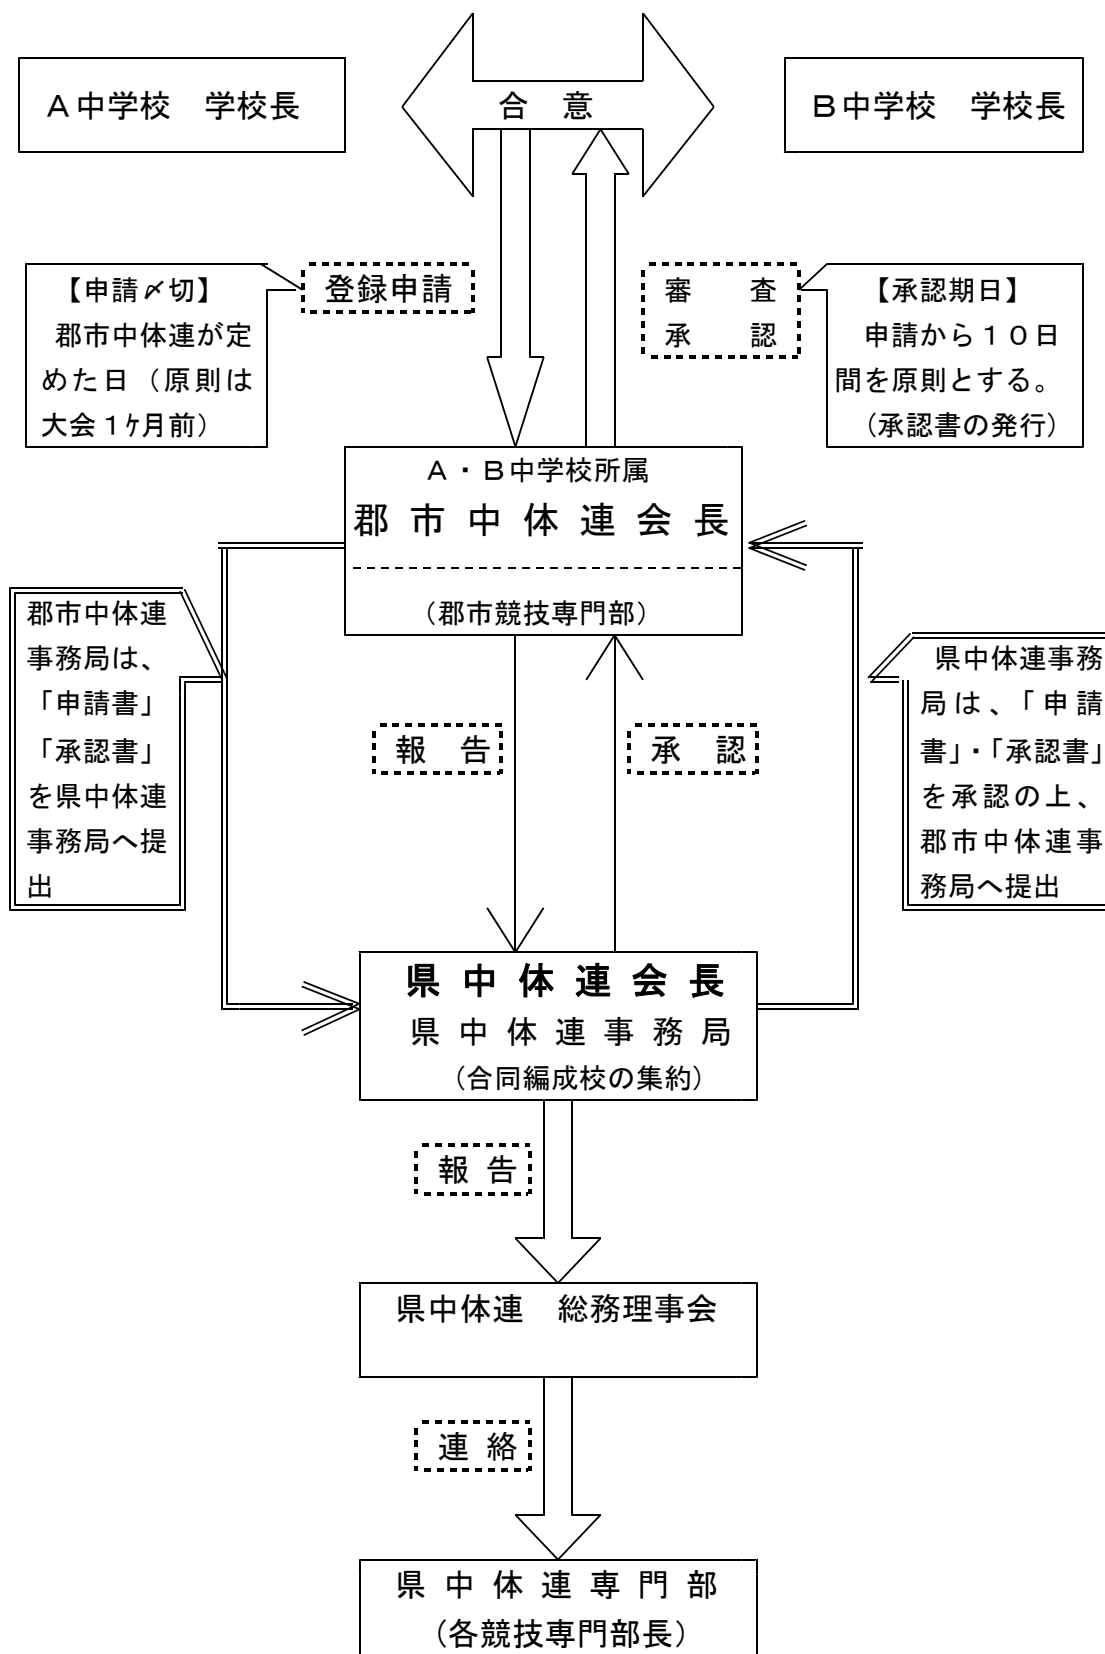 A中学校　学校長
合　意
B中学校　学校長
【申請〆切】
郡市中体連が定
めた日（原則は
大会１ヶ月前）
登録申請
審　　査
承　　認
【承認期日】
申請から１０日
間を原則とする。
（承認書の発行）
A・B中学校所属
郡市中体連会長
（郡市競技専門部）
郡市中体連
事務局は、
「申請書」
「承認書」
を県中体連
事務局へ提
出
報　告
承　認
県中体連事務
局は、「申請
書」・「承認書」
を承認の上、
郡市中体連事
務局へ提出
県中体連会長
県中体連事務局
（合同編成校の集約）
報 告
県中体連　総務理事会
連 絡
県中体連専門部
（各競技専門部長）